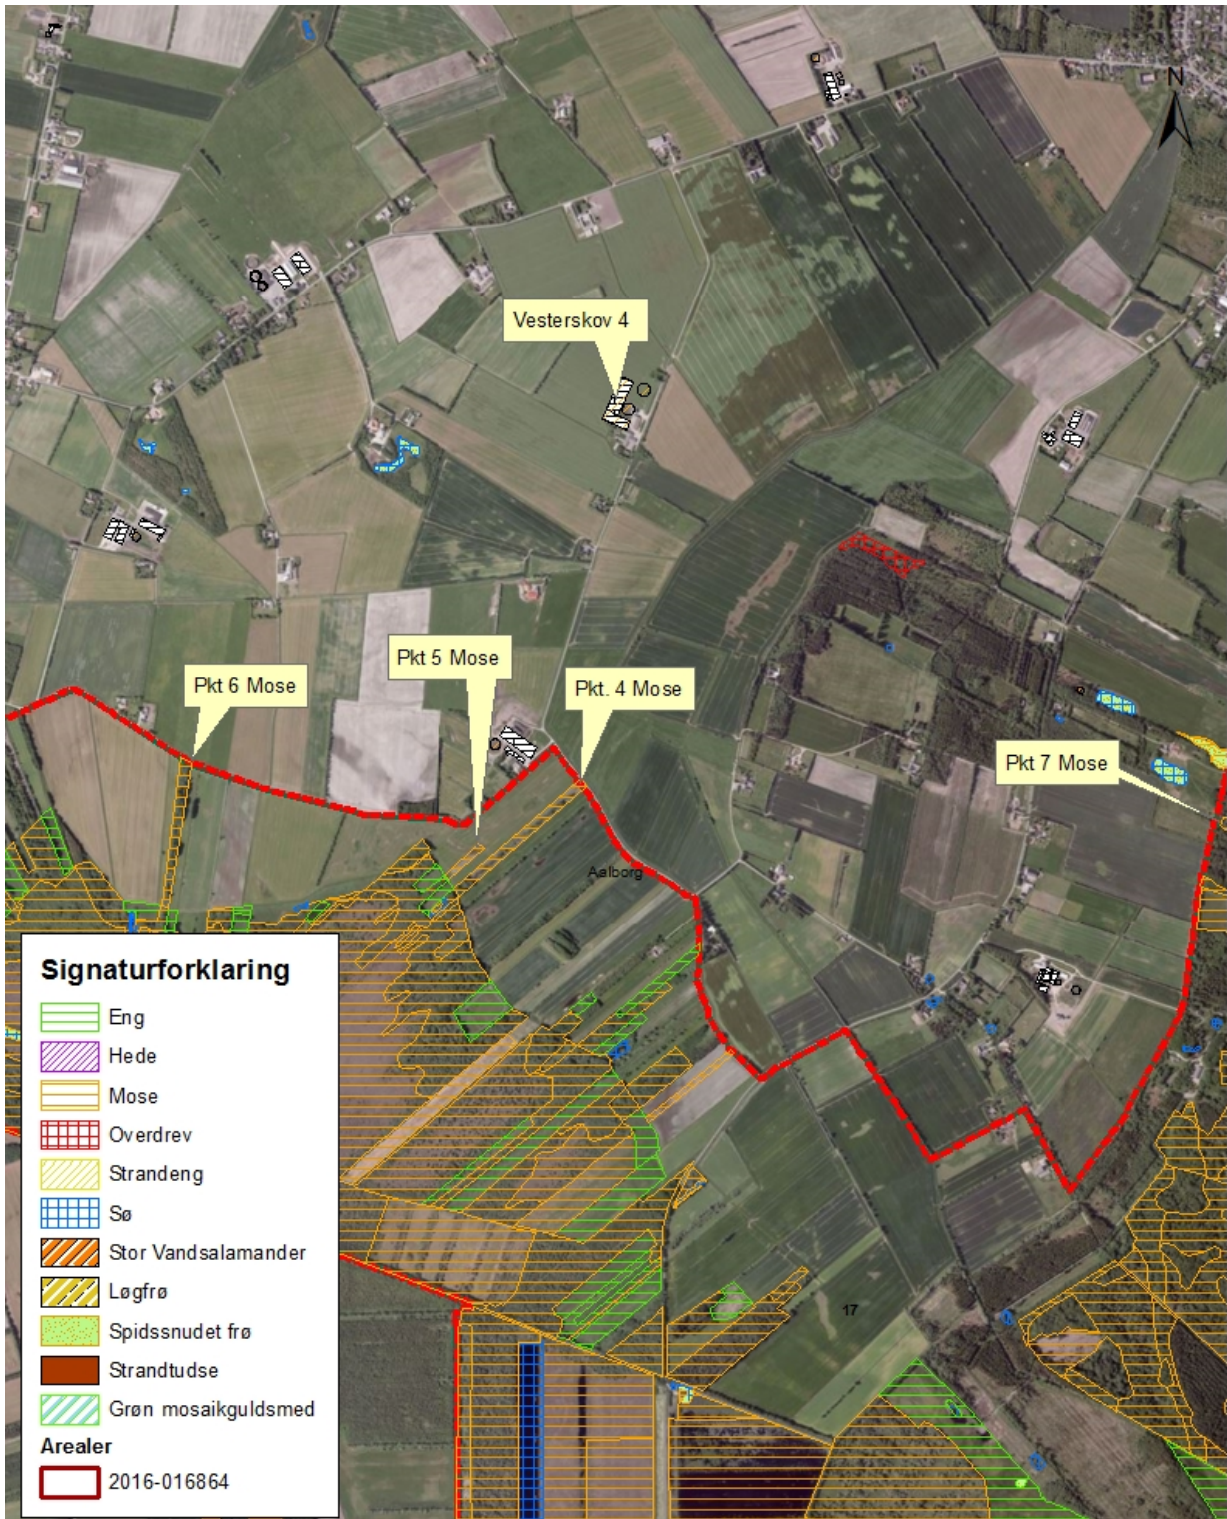 N
Vesterskov 4
Pkt 5 Mose
Pkt 6 Mose
Pkt. 4 Mose
Pkt 7 Mose
Aalborg
17
Signaturforklaring
Eng
Hede
Mose
Overdrev
Strandeng
Sø
Stor Vandsalamander
Løgfrø
Spidssnudet frø
Strandtudse
Grøn mosaikguldsmed
Arealer
2016-016864